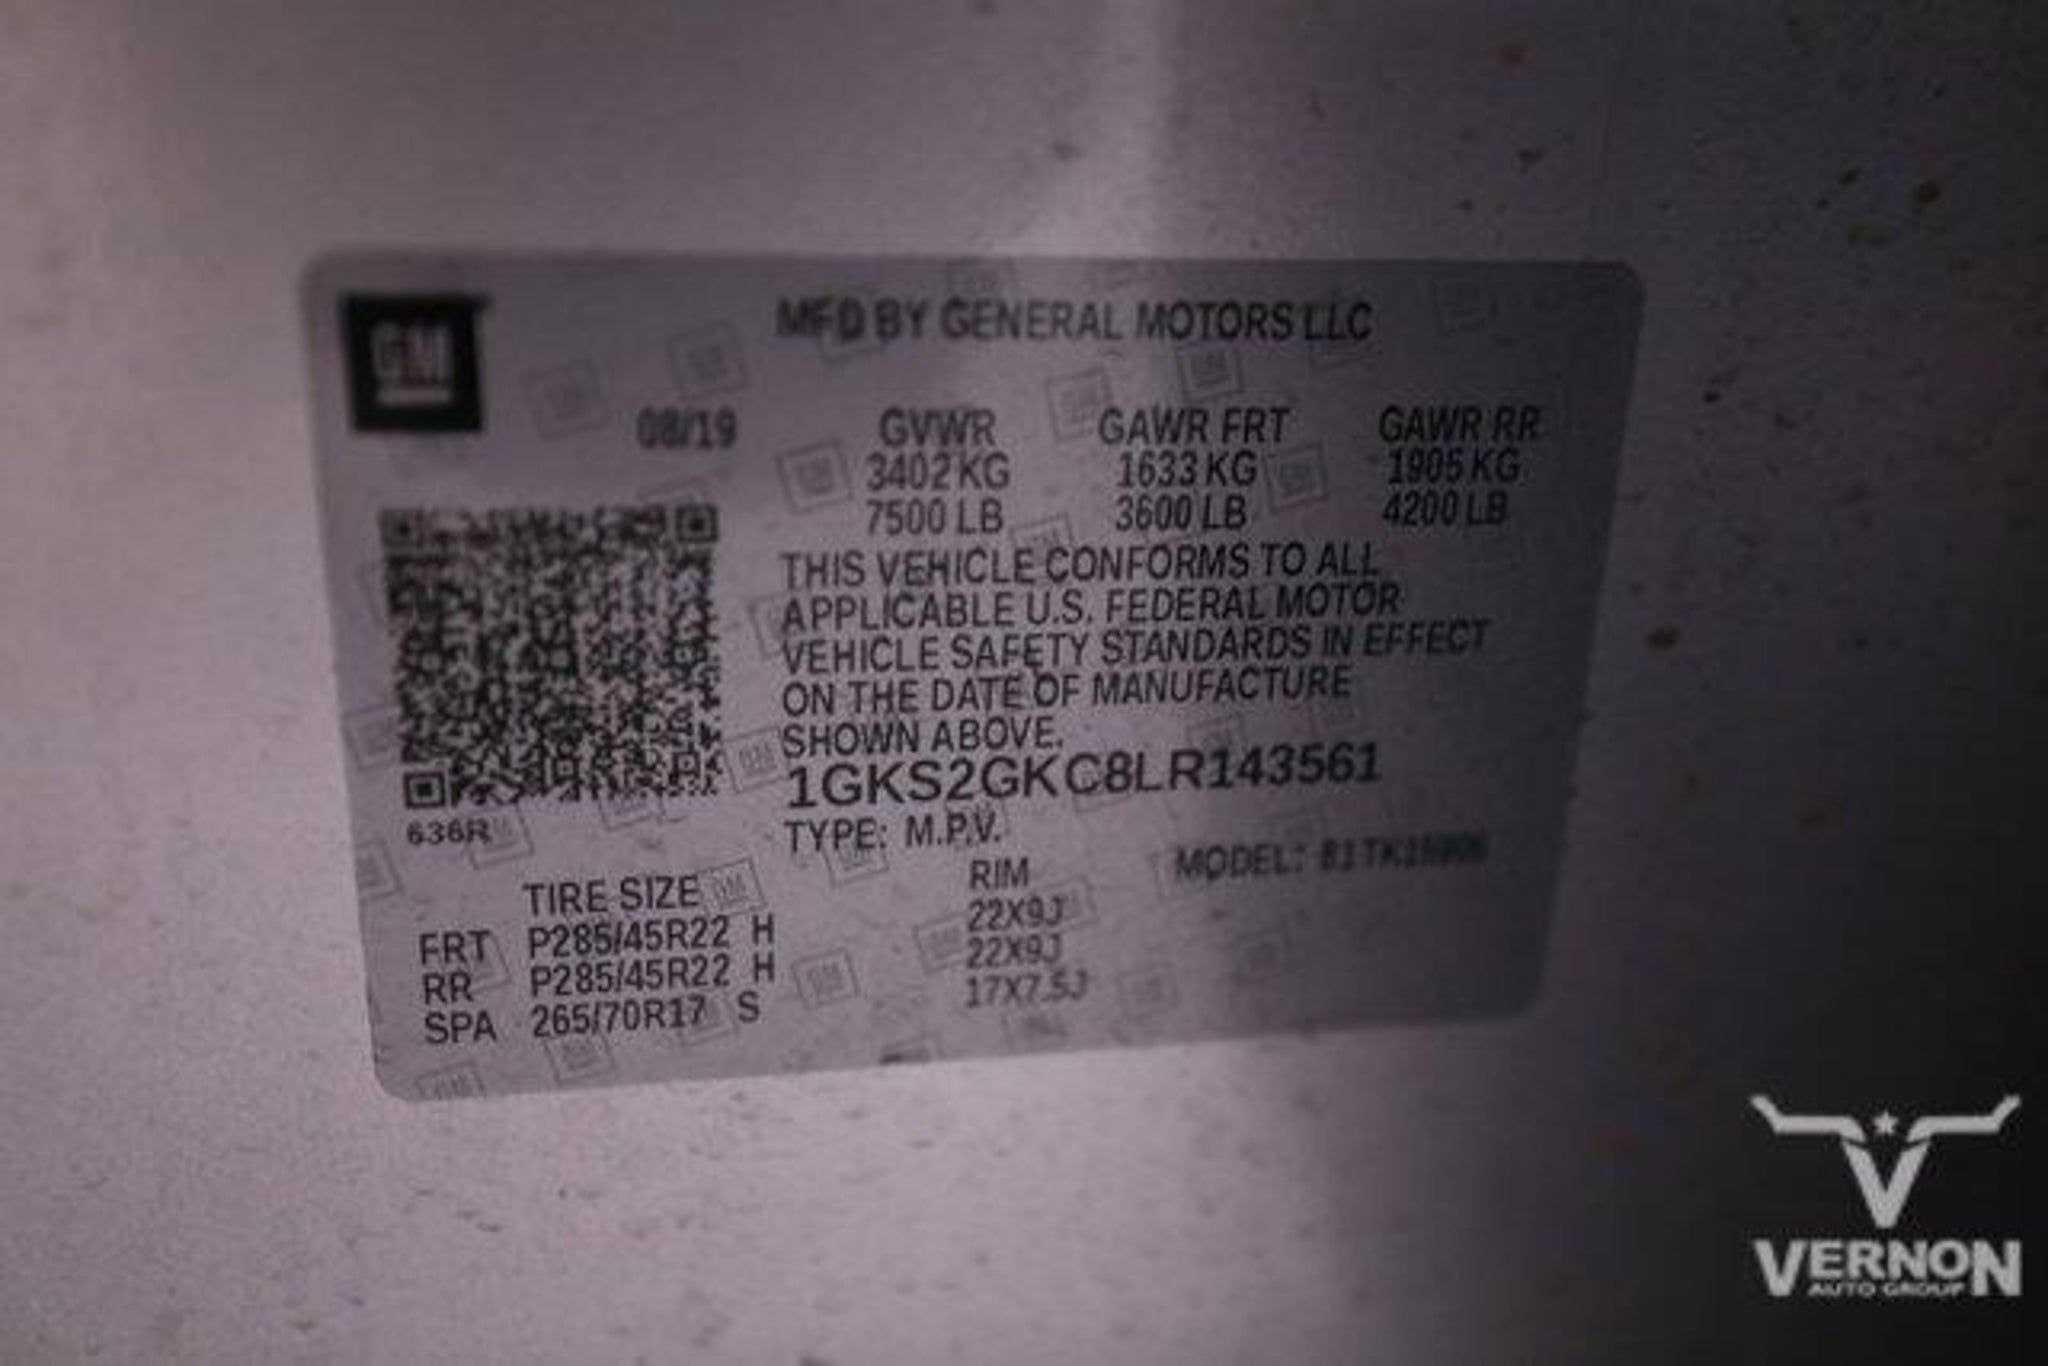 GM
MFD BY GENERAL MOTORS LLC
08/19 GVWR GAWR FRT GAWR RR
3402 KG 1633 KG 1905 KG
7500 LB 3600 LB 4200 LB
THIS VEHICLE CONFORMS TO ALL
APPLICABLE U.S. FEDERAL MOTOR
VEHICLE SAFETY STANDARDS IN EFFECT
ON THE DATE OF MANUFACTURE
SHOWN ABOVE.
1GKS2GKC8LR143561
636R
TYPE: M.P.V. MODEL:
TIRE SIZE RIM
FRT P285/45R22 H 22X9J
RR P285/45R22 H 22X9J
SPA 265/70R17 S 17X7.5J
V
VERNON
AUTO GROUP